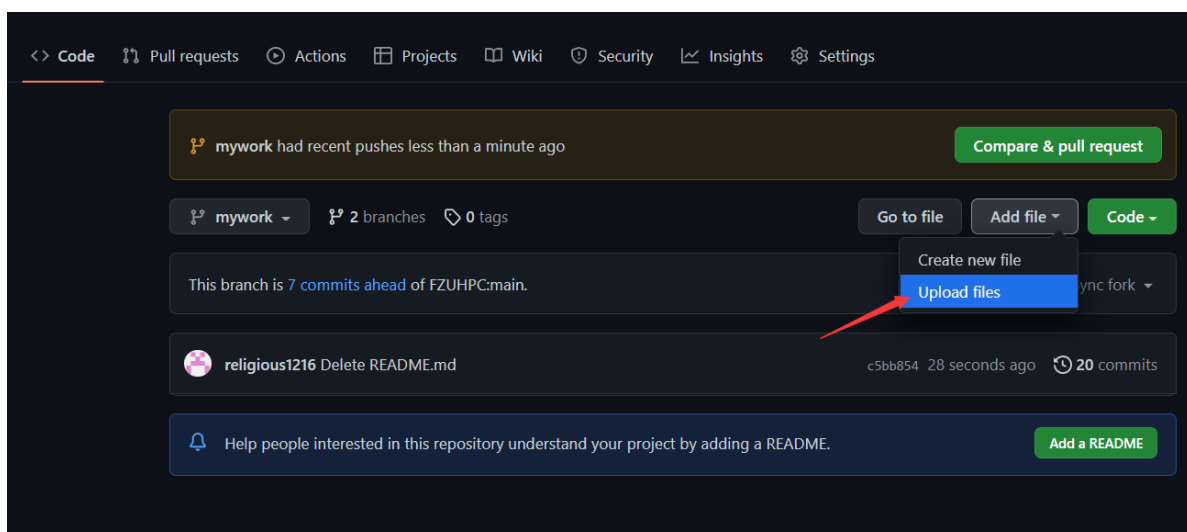 <> Code Pull requests Actions Projects Wiki Security Insights Settings
mywork had recent pushes less than a minute ago Compare & pull request
mywork 2 branches 0 tags Go to file Add file Code
Create new file
This branch is 7 commits ahead of FZUHPC:main. Upload files ync fork
religious1216 Delete README.md c5bb854 28 seconds ago 20 commits
Help people interested in this repository understand your project by adding a README. Add a README